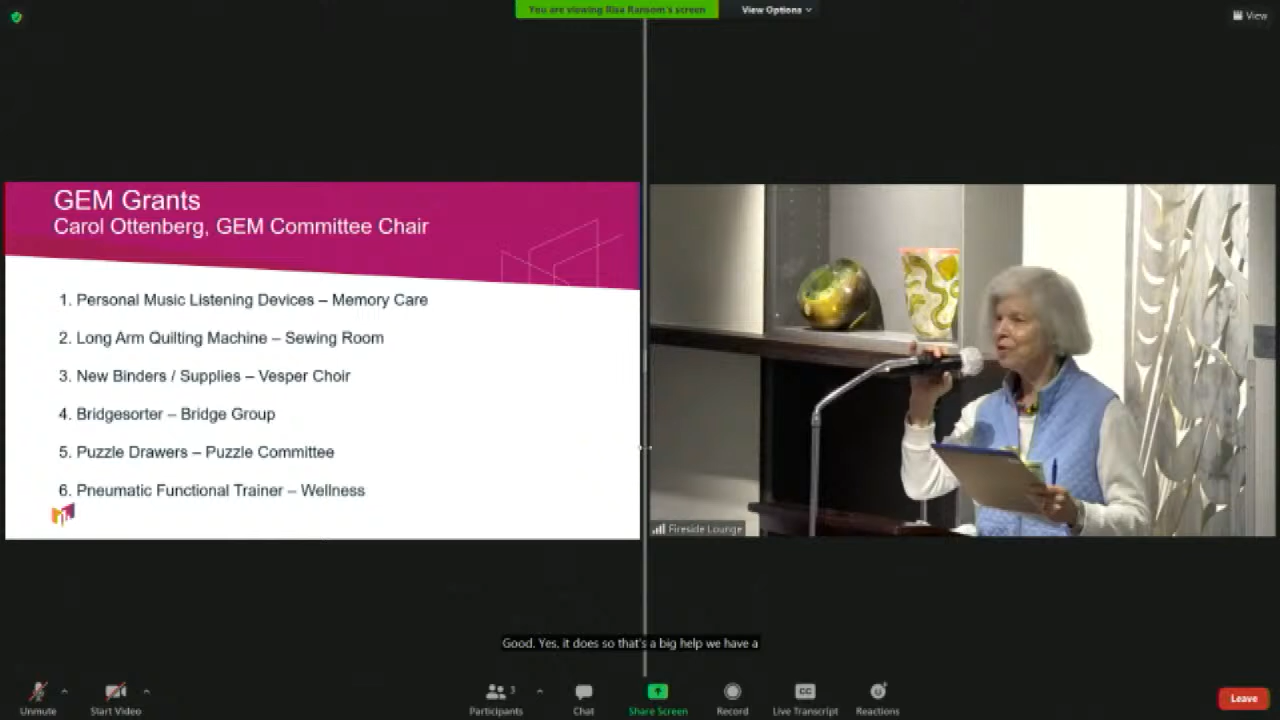 You are viewing Risa Ransom's screen
View Options
View
GEM Grants
Carol Ottenberg, GEM Committee Chair
1. Personal Music Listening Devices – Memory Care
2. Long Arm Quilting Machine – Sewing Room
3. New Binders / Supplies – Vesper Choir
4. Bridgesorter – Bridge Group
5. Puzzle Drawers – Puzzle Committee
6. Pneumatic Functional Trainer – Wellness
Fireside Lounge
Good. Yes, it does so that's a big help we have a
Unmute
Start Video
3
Participants
Chat
Share Screen
Record
CC
Live Transcript
Reactions
Leave